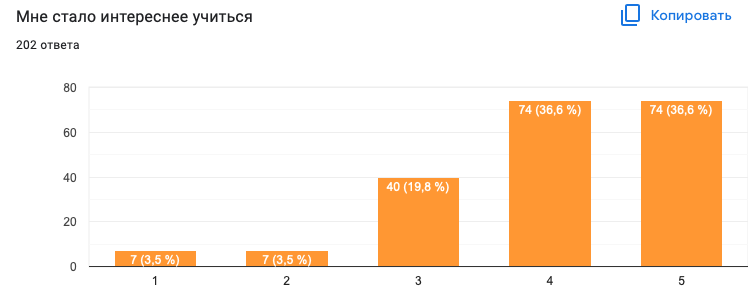 Мне стало интереснее учиться
Копировать
202 ответа
80
60
40
20
0
7 (3,5 %)
7 (3,5 %)
40 (19,8 %)
74 (36,6 %)
74 (36,6 %)
1
2
3
4
5